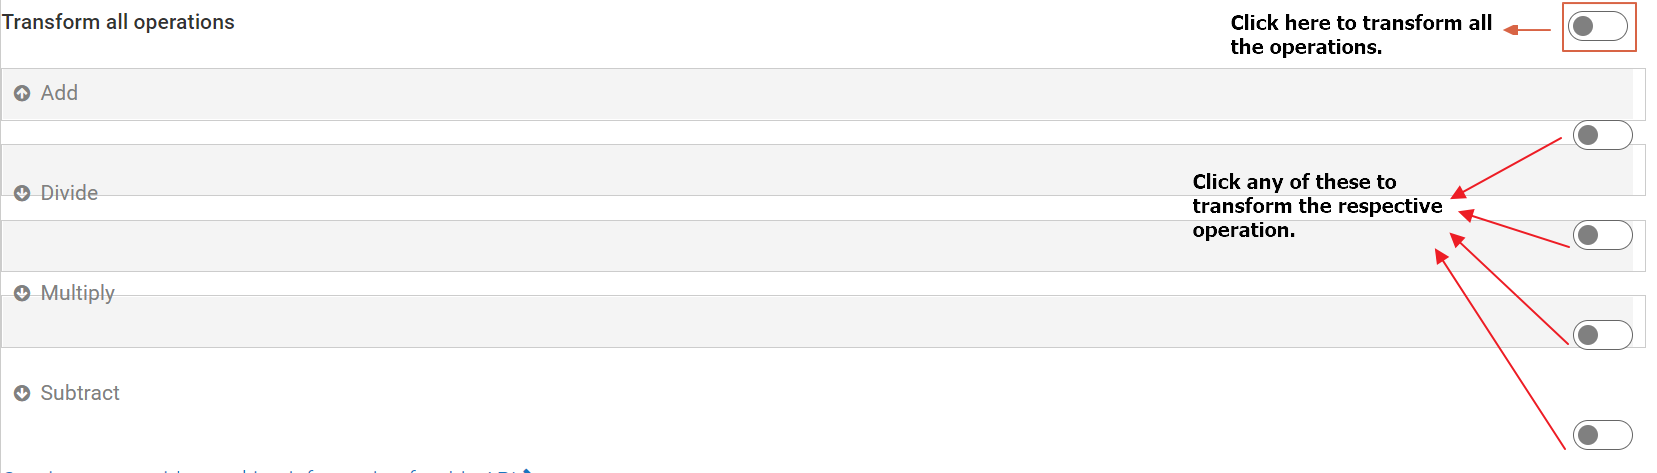 Transform all operations
Click here to transform all
the operations.
Add
Divide
Click any of these to
transform the respective
operation.
Multiply
Subtract